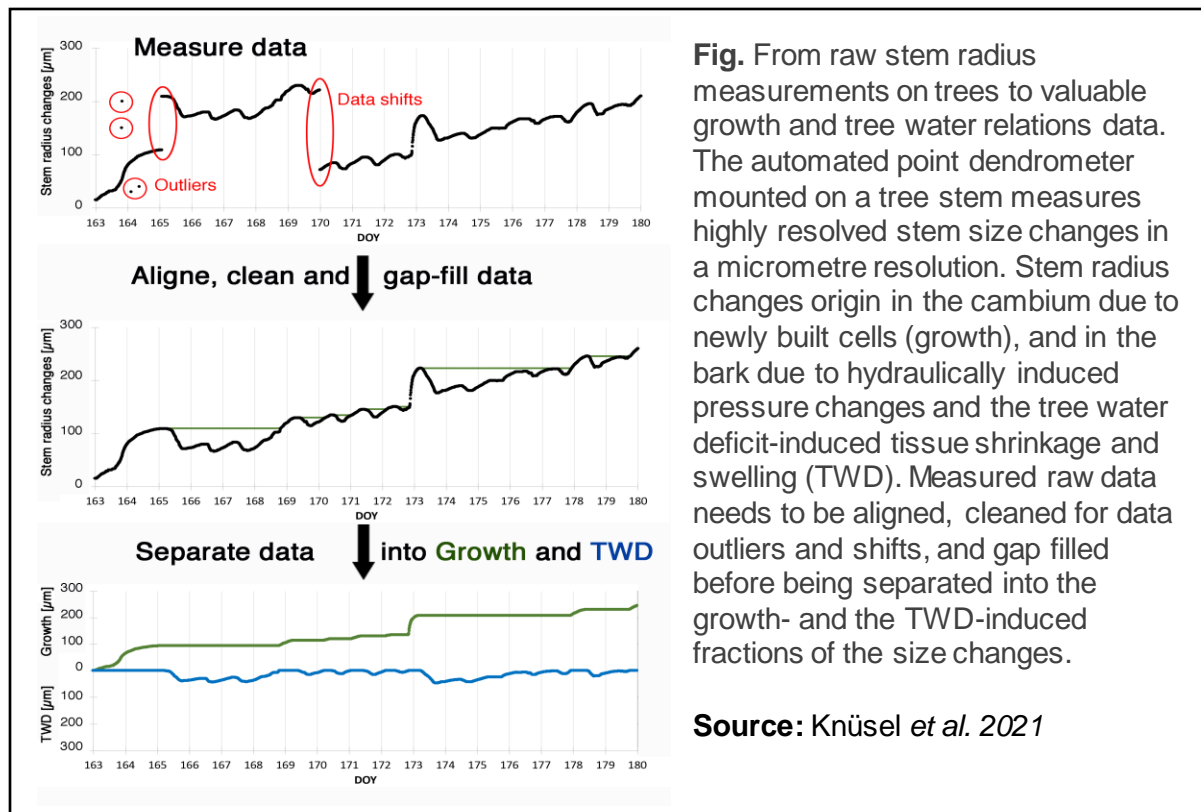 Measure data
Stem radius changes [µm]
300
200
100
0
Data shifts
Outliers
163 164 165 166 167 168 169 170 171 172 173 174 175 176 177 178 179 180
DOY
Aligne, clean and gap-fill data
Stem radius changes [µm]
300
200
100
0
163 164 165 166 167 168 169 170 171 172 173 174 175 176 177 178 179 180
DOY
Separate data into Growth and TWD
Growth [µm]
TWD [µm]
300
200
100
0
100
200
300
163 164 165 166 167 168 169 170 171 172 173 174 175 176 177 178 179 180
DOY
Fig. From raw stem radius
measurements on trees to valuable
growth and tree water relations data.
The automated point dendrometer
mounted on a tree stem measures
highly resolved stem size changes in
a micrometre resolution. Stem radius
changes origin in the cambium due to
newly built cells (growth), and in the
bark due to hydraulically induced
pressure changes and the tree water
deficit-induced tissue shrinkage and
swelling (TWD). Measured raw data
needs to be aligned, cleaned for data
outliers and shifts, and gap filled
before being separated into the
growth- and the TWD-induced
fractions of the size changes.
Source: Knüsel et al. 2021